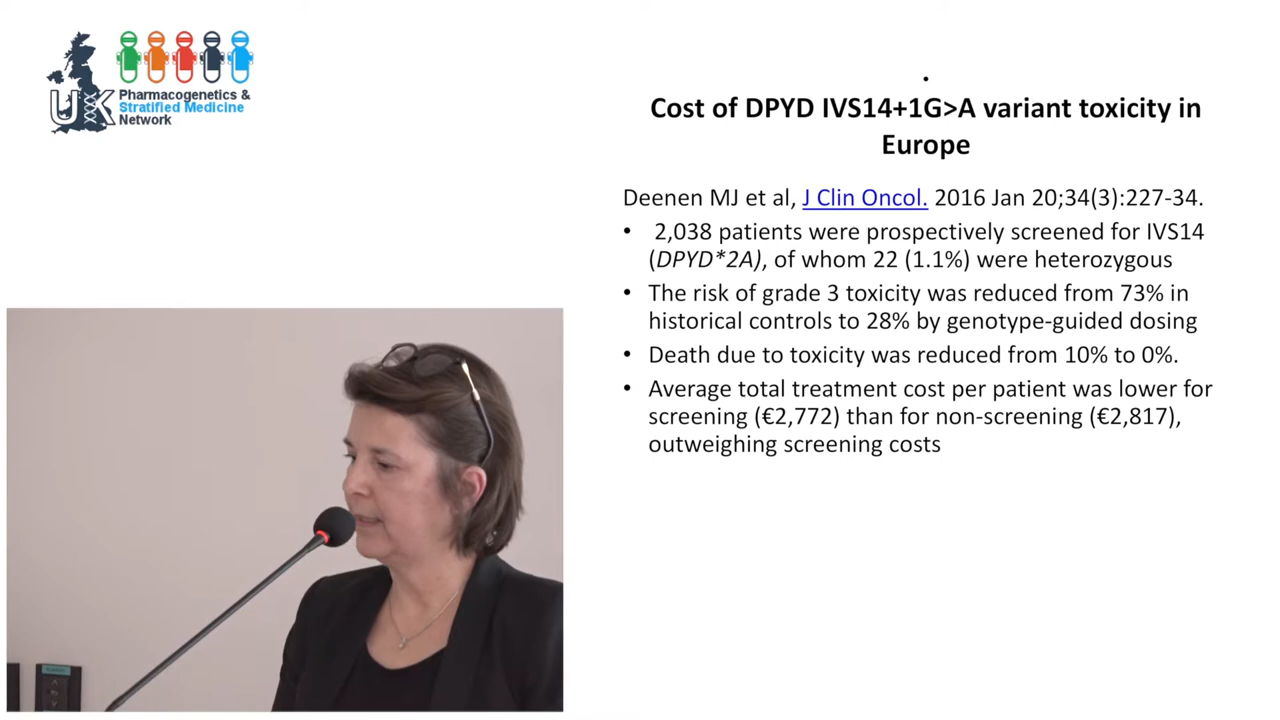 UK
Pharmacogenetics &
Stratified Medicine
Network
.
Cost of DPYD IVS14+1G>A variant toxicity in
Europe
Deenen MJ et al, J Clin Oncol. 2016 Jan 20;34(3):227-34.
• 2,038 patients were prospectively screened for IVS14
(DPYD*2A), of whom 22 (1.1%) were heterozygous
• The risk of grade 3 toxicity was reduced from 73% in
historical controls to 28% by genotype-guided dosing
• Death due to toxicity was reduced from 10% to 0%.
• Average total treatment cost per patient was lower for
screening (€2,772) than for non-screening (€2,817),
outweighing screening costs